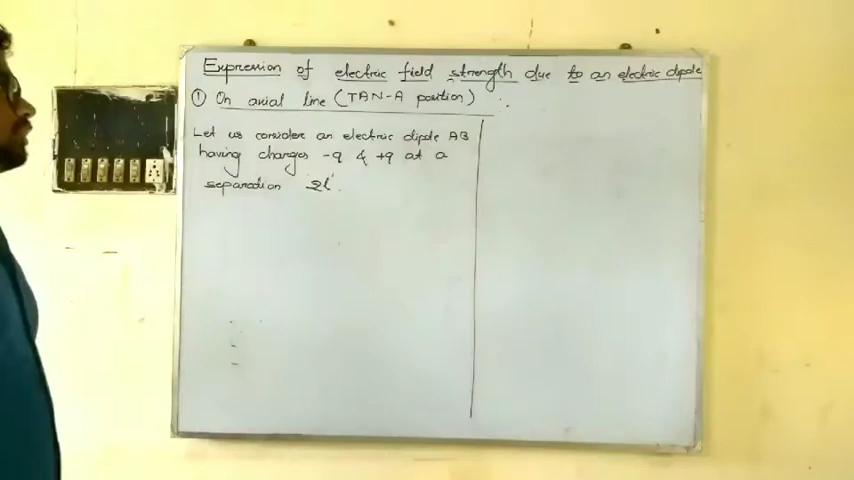 Expression of electric field strength due to an electric dipole
① On axial line (TAN-A position) :.
Let us consider an electric dipole AB
having charges -q & +q at a
separation 2l.